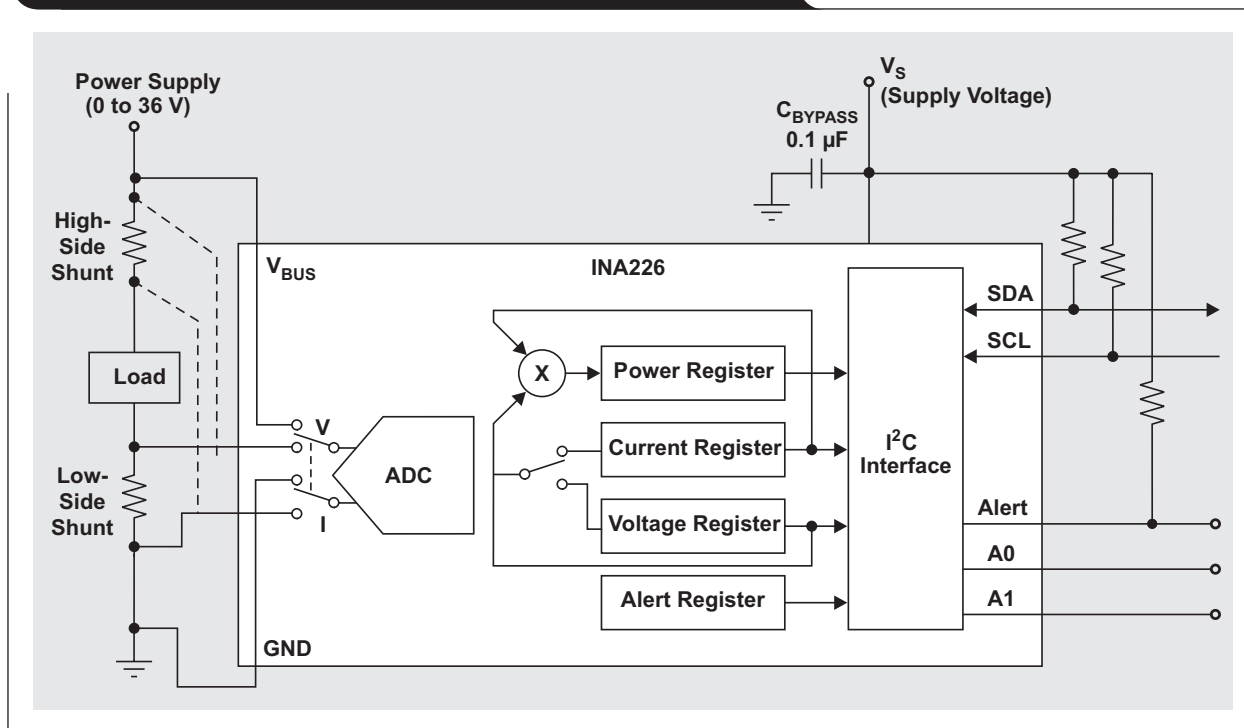 Power Supply
(0 to 36 V)
V_S
(Supply Voltage)
C_BYPASS
0.1 µF
High-
Side
Shunt
V_BUS
INA226
SDA
SCL
Load
X
Power Register
V
Current Register
I²C
Interface
ADC
Low-
Side
Shunt
I
Voltage Register
Alert
A0
Alert Register
A1
GND